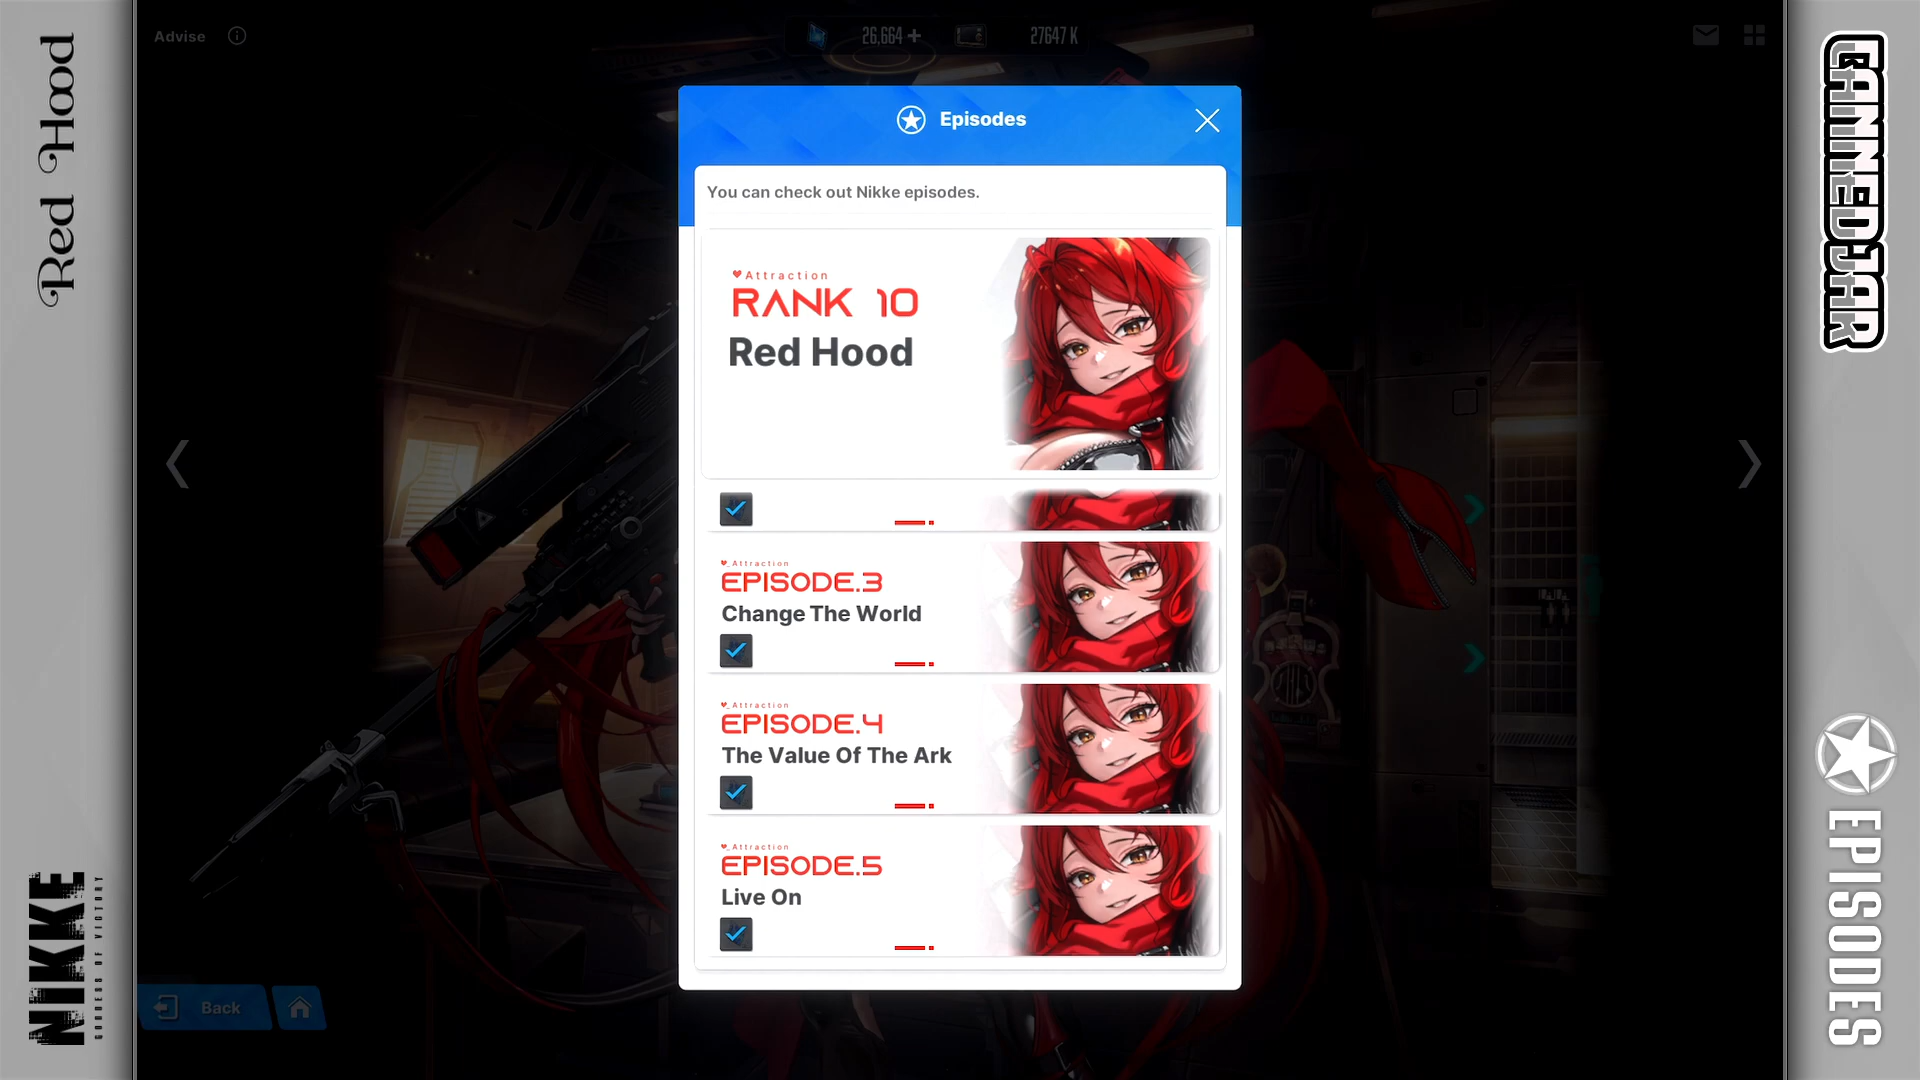 Red Hood
NIKKE
GODDESS OF VICTORY
Advise
26,664
27647 K
Episodes
You can check out Nikke episodes.
Attraction
RANK 10
Red Hood
Attraction
EPISODE.3
Change The World
Attraction
EPISODE.4
The Value Of The Ark
Attraction
EPISODE.5
Live On
Back
CANNEDJAR
EPISODES